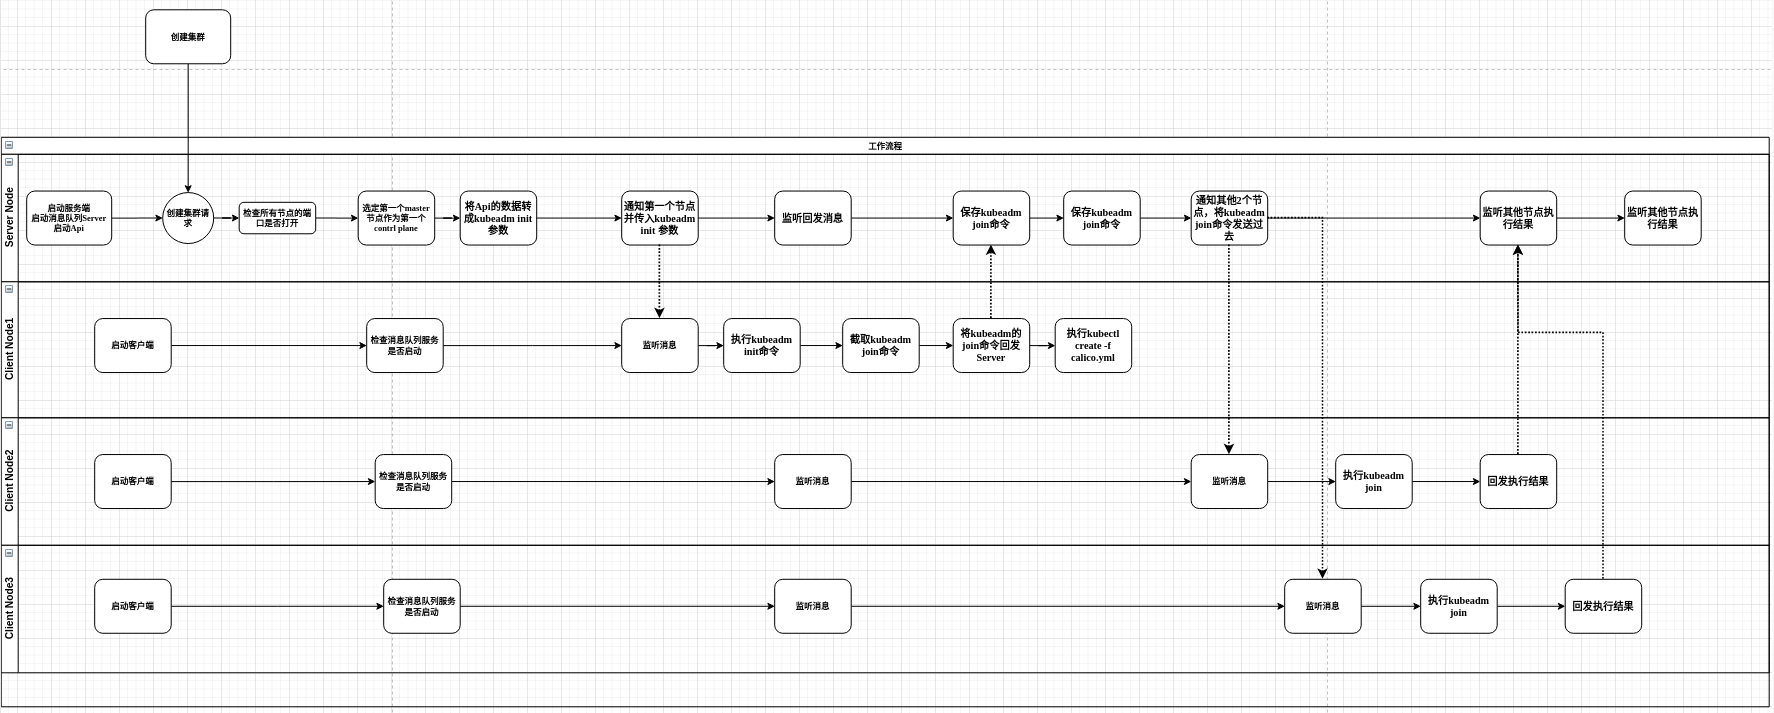 创建集群
工作流程
Server Node
启动服务端
启动消息队列Server
启动Api
创建集群请
求
检查所有节点的端
口是否打开
选定第一个master
节点作为第一个
contrl plane
将Api的数据转
成kubeadm init
参数
通知第一个节点
并传入kubeadm
init 参数
监听回发消息
保存kubeadm
join命令
保存kubeadm
join命令
通知其他2个节
点，将kubeadm
join命令发送过
去
监听其他节点执
行结果
监听其他节点执
行结果
Client Node1
启动客户端
检查消息队列服务
是否启动
监听消息
执行kubeadm
init命令
截取kubeadm
join命令
将kubeadm的
join命令回发
Server
执行kubectl
create -f
calico.yml
Client Node2
启动客户端
检查消息队列服务
是否启动
监听消息
监听消息
执行kubeadm
join
回发执行结果
Client Node3
启动客户端
检查消息队列服务
是否启动
监听消息
监听消息
执行kubeadm
join
回发执行结果